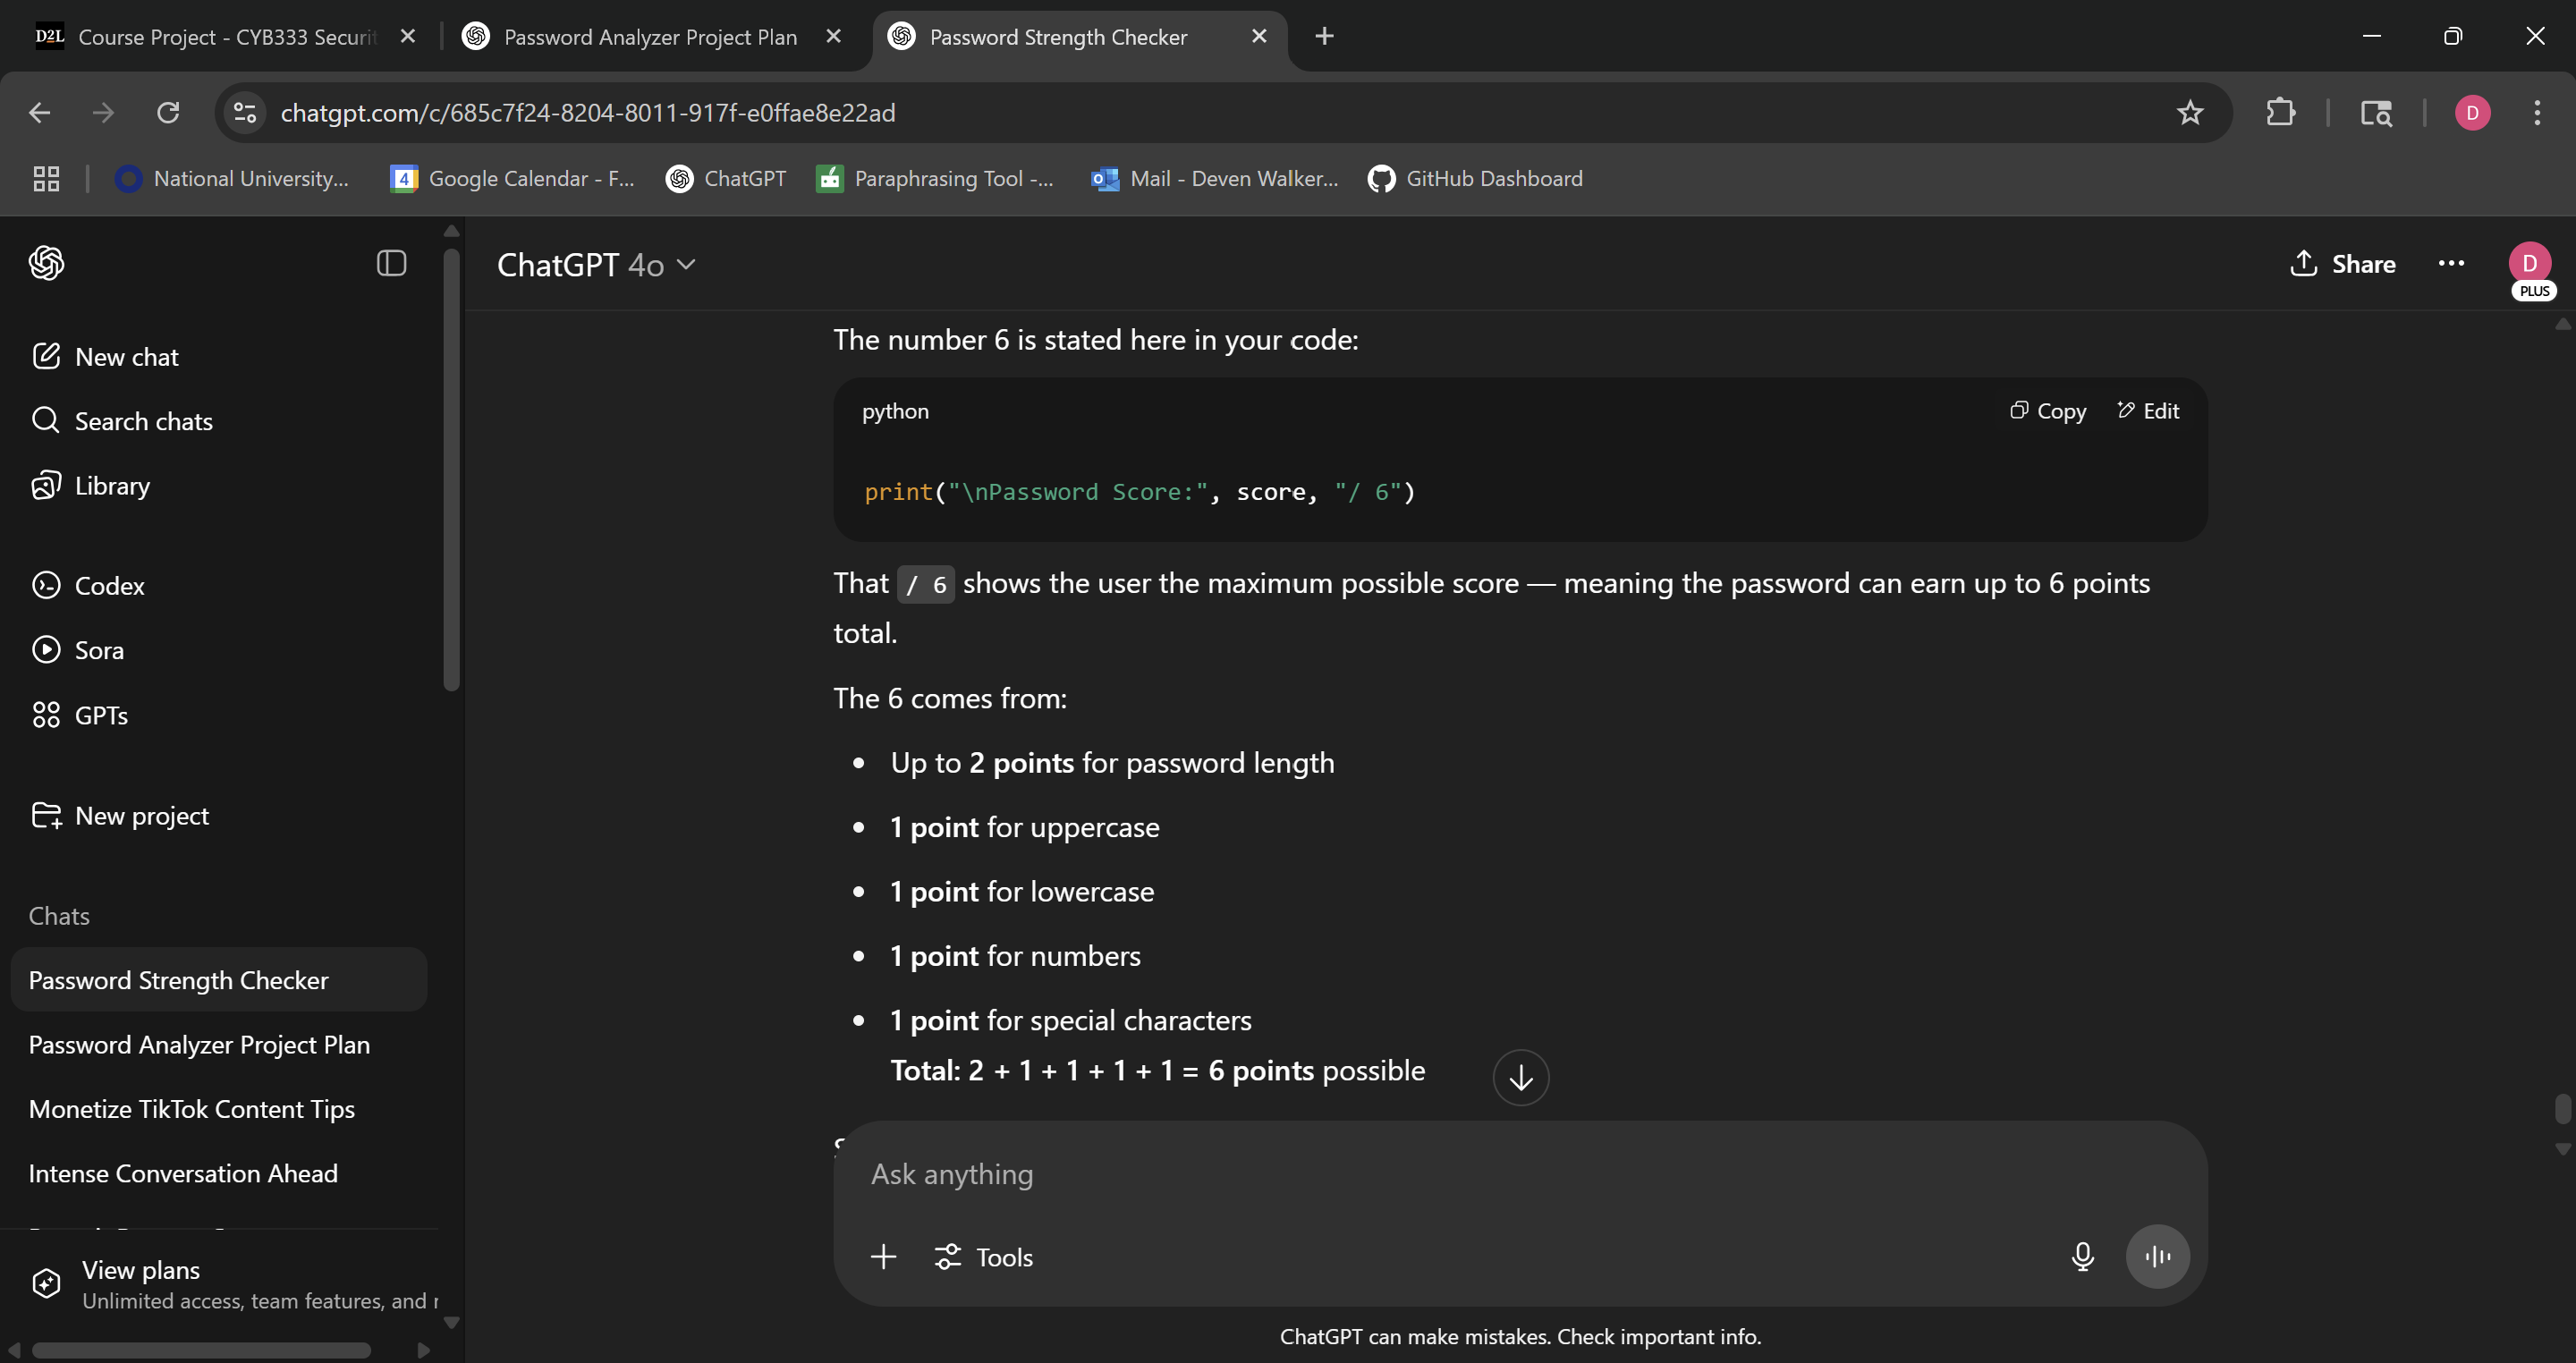 D2L Course Project - CYB333 Securit
Password Analyzer Project Plan
Password Strength Checker
chatgpt.com/c/685c7f24-8204-8011-917f-e0ffae8e22ad
D
National University...
4 Google Calendar - F...
ChatGPT
Paraphrasing Tool -...
Mail - Deven Walker...
GitHub Dashboard
New chat
Search chats
Library
Codex
Sora
GPTs
New project
Chats
Password Strength Checker
Password Analyzer Project Plan
Monetize TikTok Content Tips
Intense Conversation Ahead
View plans
Unlimited access, team features, and
ChatGPT 4o
Share
D
PLUS
The number 6 is stated here in your code:
python
Copy
Edit
print("\nPassword Score:", score, "/ 6")
That / 6 shows the user the maximum possible score — meaning the password can earn up to 6 points
total.
The 6 comes from:
• Up to 2 points for password length
• 1 point for uppercase
• 1 point for lowercase
• 1 point for numbers
• 1 point for special characters
Total: 2 + 1 + 1 + 1 + 1 = 6 points possible
Ask anything
Tools
ChatGPT can make mistakes. Check important info.